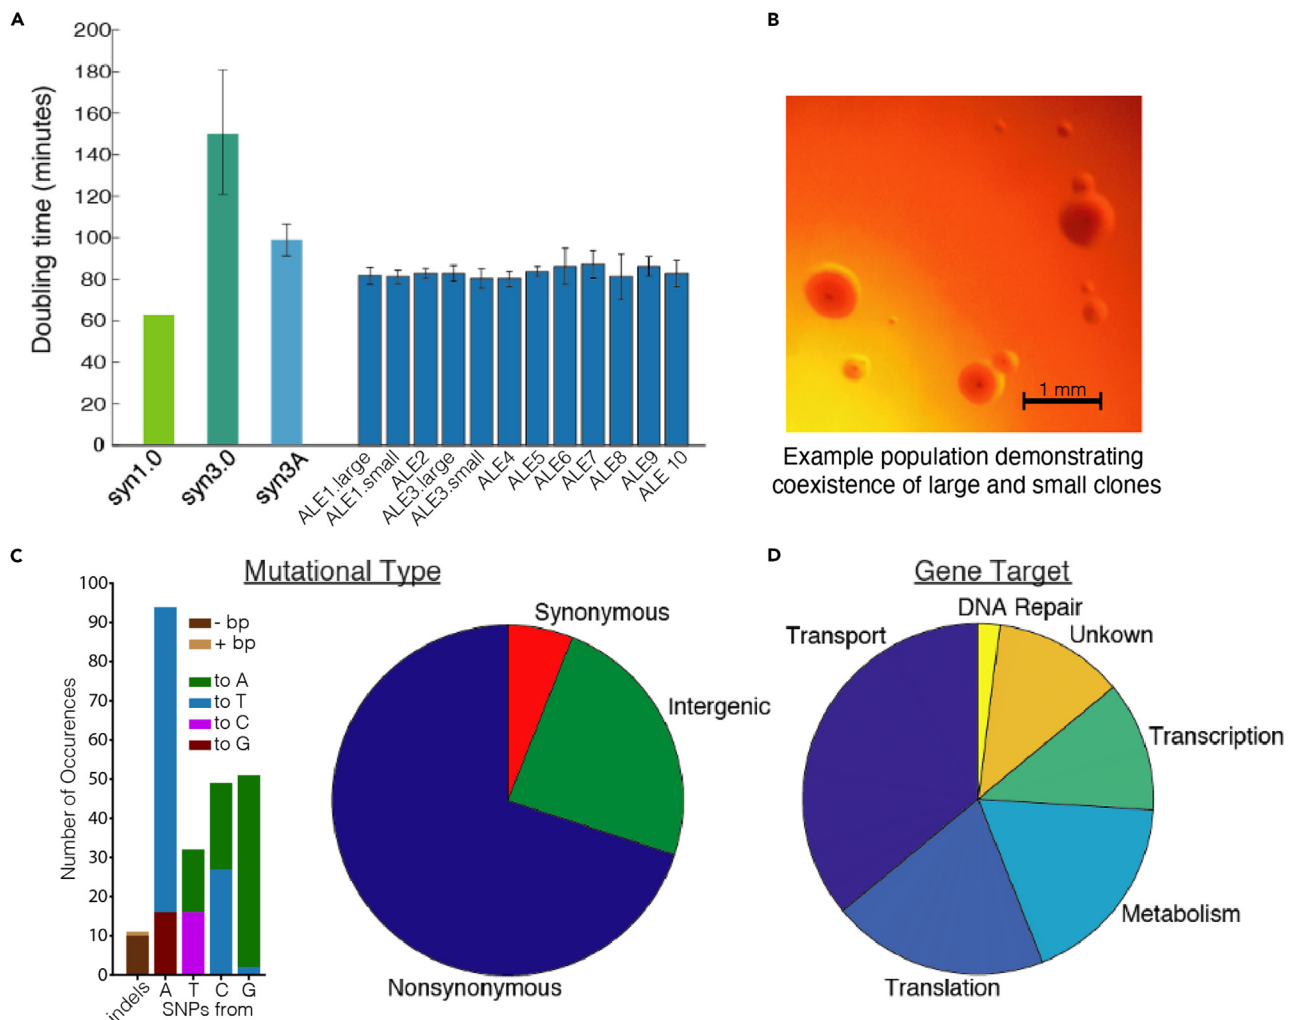 A
Doubling time (minutes)
200
180
160
140
120
100
80
60
40
20
0
syn1.0
syn3.0
syn3A
ALE1.large
ALE1.small
ALE2
ALE3.large
ALE3.small
ALE4
ALE5
ALE6
ALE7
ALE8
ALE9
ALE 10
B
1 mm
Example population demonstrating
coexistence of large and small clones
C
Mutational Type
Number of Occurences
100
90
80
70
60
50
40
30
20
10
0
- bp
+ bp
to A
to T
to C
to G
indels
A
T
C
G
SNPs from
Synonymous
Intergenic
Nonsynonymous
D
Gene Target
DNA Repair
Unkown
Transport
Transcription
Metabolism
Translation